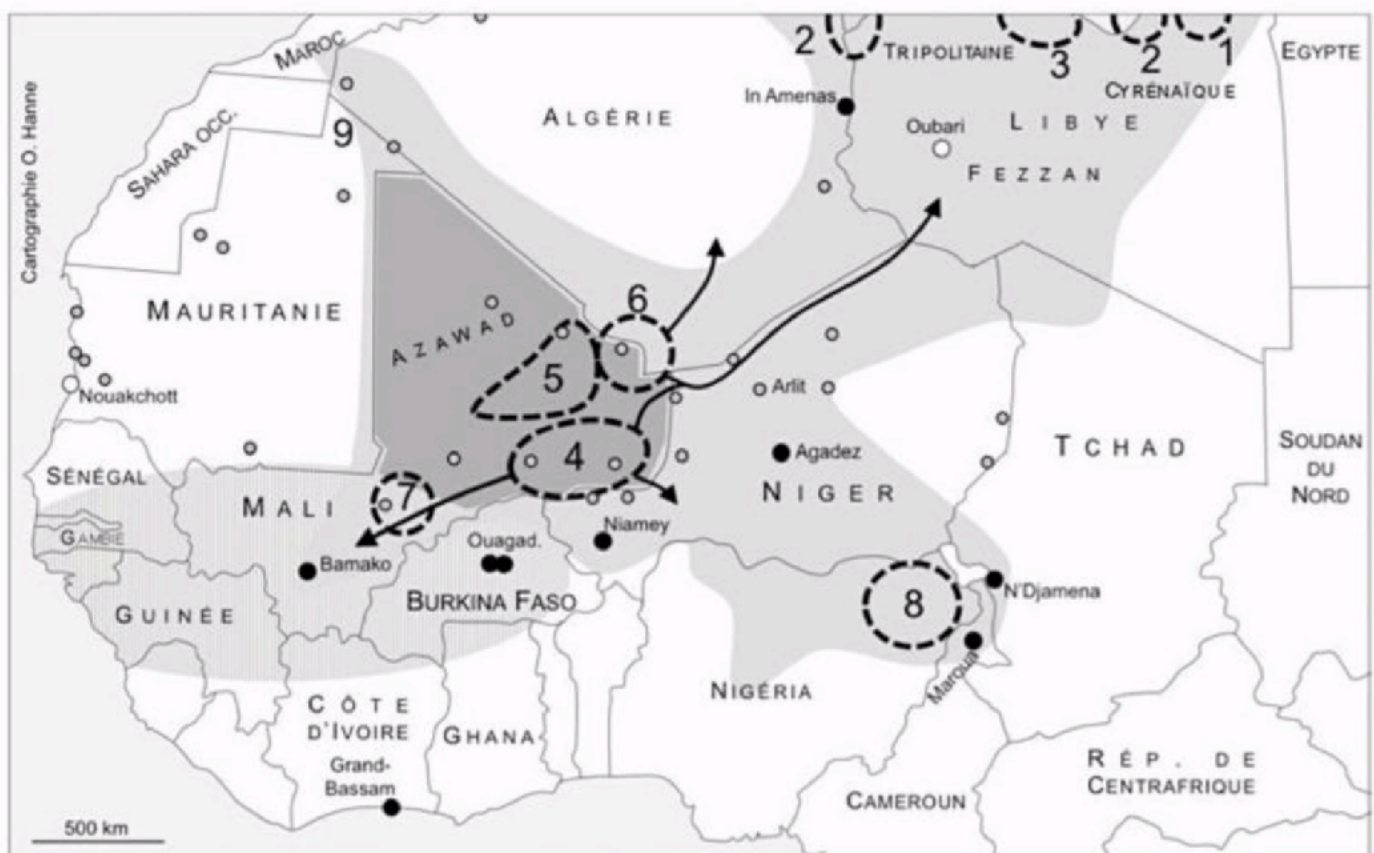 Cartographie O. Hanne
MAROC
2
TRIPOLITAINE
3
2
1
EGYPTE
In Amenas
CYRÉNAÏQUE
ALGÉRIE
SAHARA OCC.
9
Oubari
LIBYE
FEZZAN
MAURITANIE
AZAWAD
6
5
Nouakchott
Arlit
TCHAD
SOUDAN
DU
NORD
SÉNÉGAL
4
Agadez
MALI
7
NIGER
GAMBIE
Niamey
Ouagad.
Bamako
N'Djamena
GUINÉE
BURKINA FASO
8
Maroua
NIGÉRIA
CÔTE
D'IVOIRE
GHANA
Grand-
Bassam
RÉP. DE
CENTRAFRIQUE
CAMEROUN
500 km